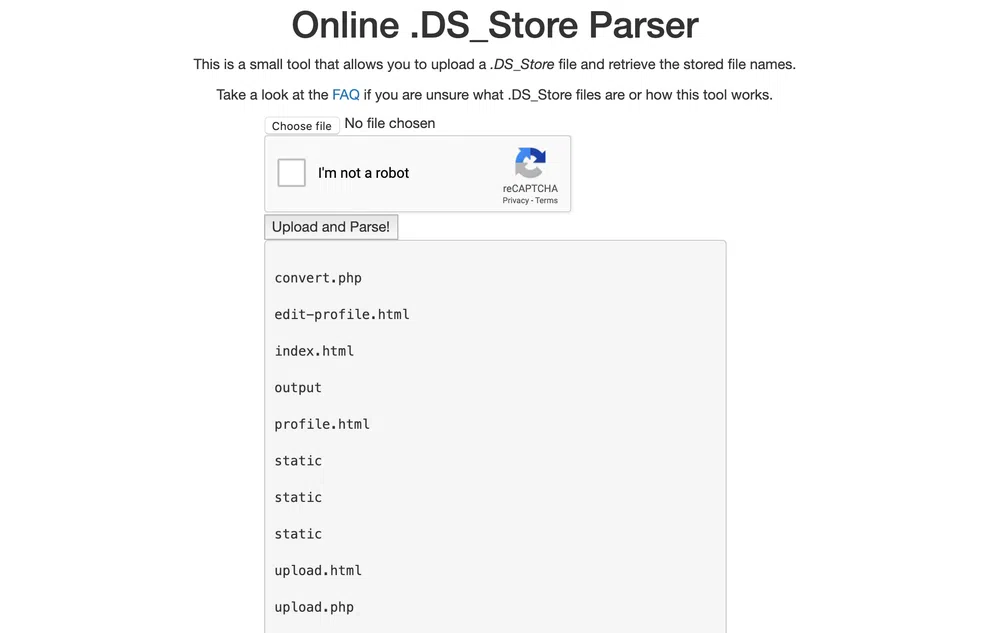 Online .DS_Store Parser
This is a small tool that allows you to upload a .DS_Store file and retrieve the stored file names.
Take a look at the FAQ if you are unsure what .DS_Store files are or how this tool works.
Choose file No file chosen
I'm not a robot
reCAPTCHA
Privacy - Terms
Upload and Parse!
convert.php
edit-profile.html
index.html
output
profile.html
static
static
static
upload.html
upload.php